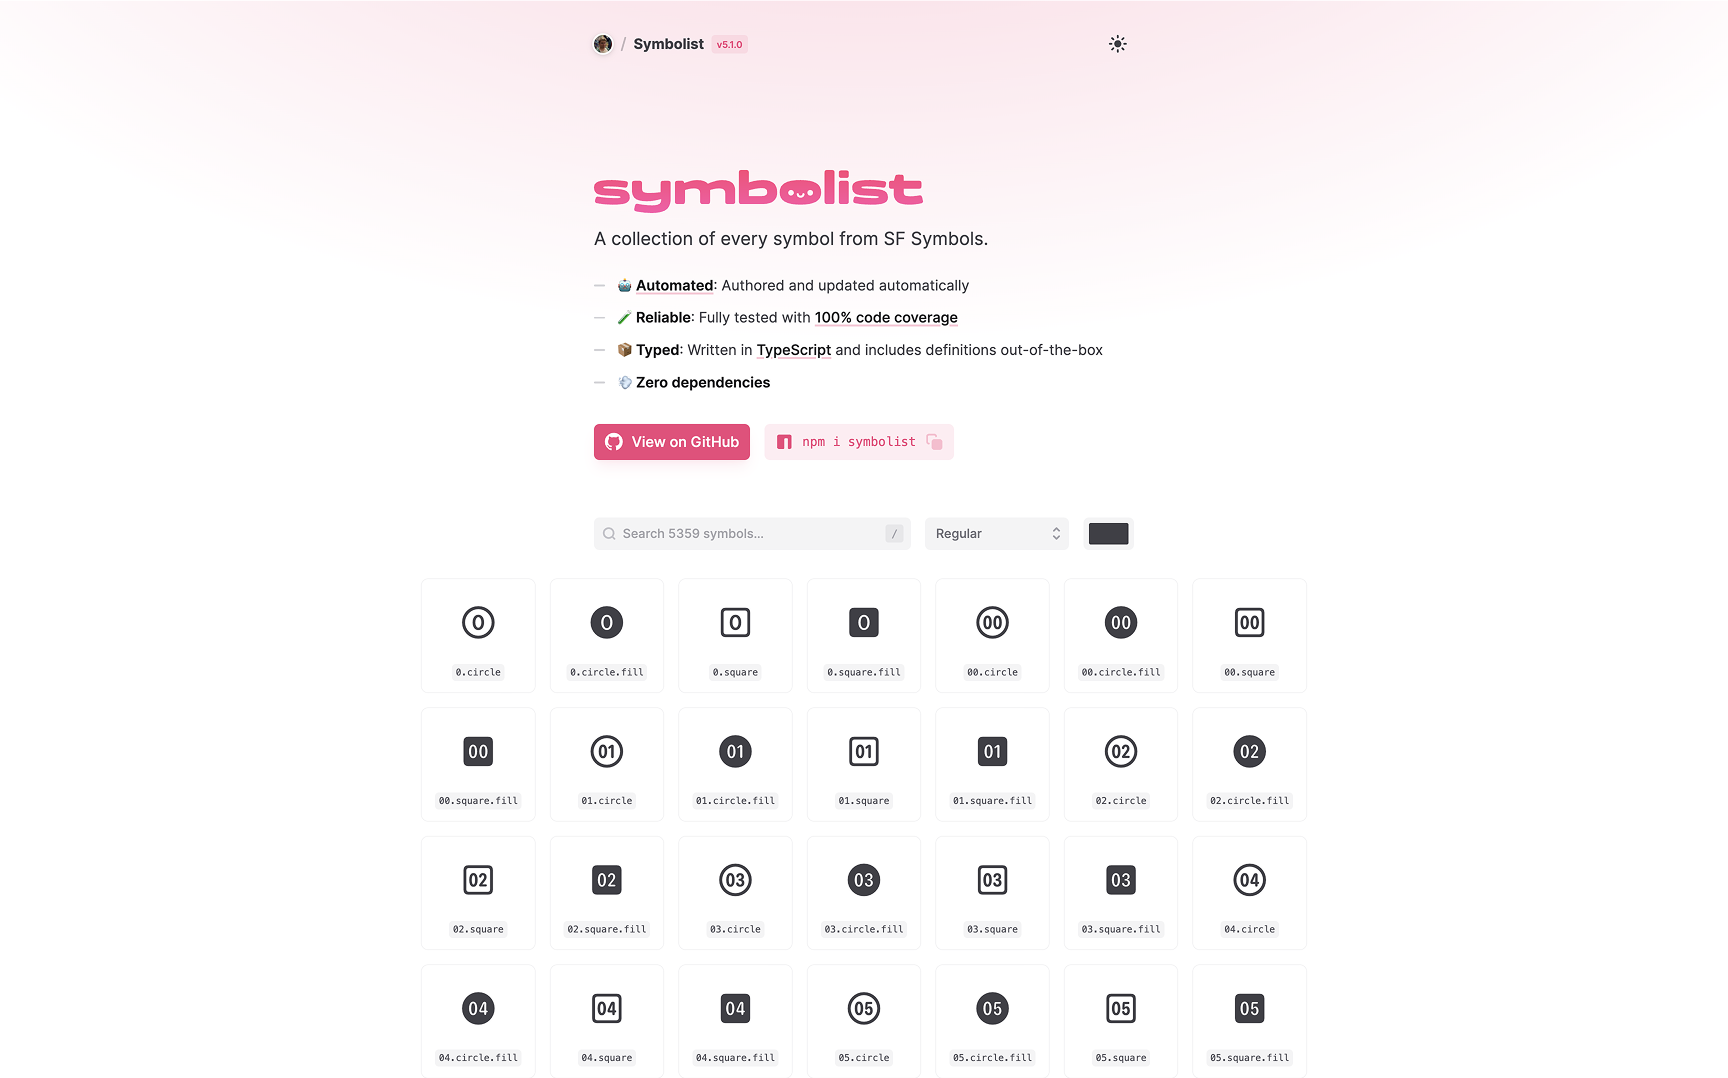 / Symbolist v5.1.0
symbolist
A collection of every symbol from SF Symbols.
Automated: Authored and updated automatically
Reliable: Fully tested with 100% code coverage
Typed: Written in TypeScript and includes definitions out-of-the-box
Zero dependencies
View on GitHub npm i symbolist
Search 5359 symbols... / Regular
0 0 0 0 00 00 00
0.circle 0.circle.fill 0.square 0.square.fill 00.circle 00.circle.fill 00.square
00 01 01 01 01 02 02
00.square.fill 01.circle 01.circle.fill 01.square 01.square.fill 02.circle 02.circle.fill
02 02 03 03 03 03 04
02.square 02.square.fill 03.circle 03.circle.fill 03.square 03.square.fill 04.circle
04 04 04 05 05 05 05
04.circle.fill 04.square 04.square.fill 05.circle 05.circle.fill 05.square 05.square.fill